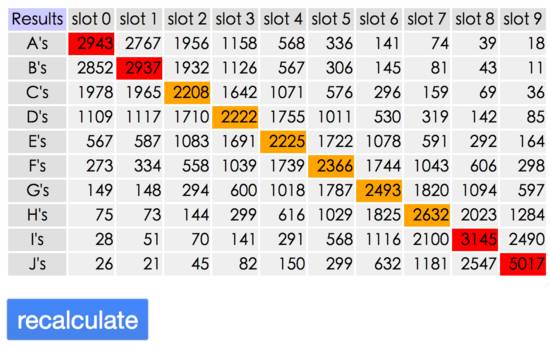 Results slot 0 slot 1 slot 2 slot 3 slot 4 slot 5 slot 6 slot 7 slot 8 slot 9
A's 2943 2767 1956 1158 568 336 141 74 39 18
B's 2852 2937 1932 1126 567 306 145 81 43 11
C's 1978 1965 2208 1642 1071 576 296 159 69 36
D's 1109 1117 1710 2222 1755 1011 530 319 142 85
E's 567 587 1083 1691 2225 1722 1078 591 292 164
F's 273 334 558 1039 1739 2366 1744 1043 606 298
G's 149 148 294 600 1018 1787 2493 1820 1094 597
H's 75 73 144 299 616 1029 1825 2632 2023 1284
I's 28 51 70 141 291 568 1116 2100 3145 2490
J's 26 21 45 82 150 299 632 1181 2547 5017
recalculate